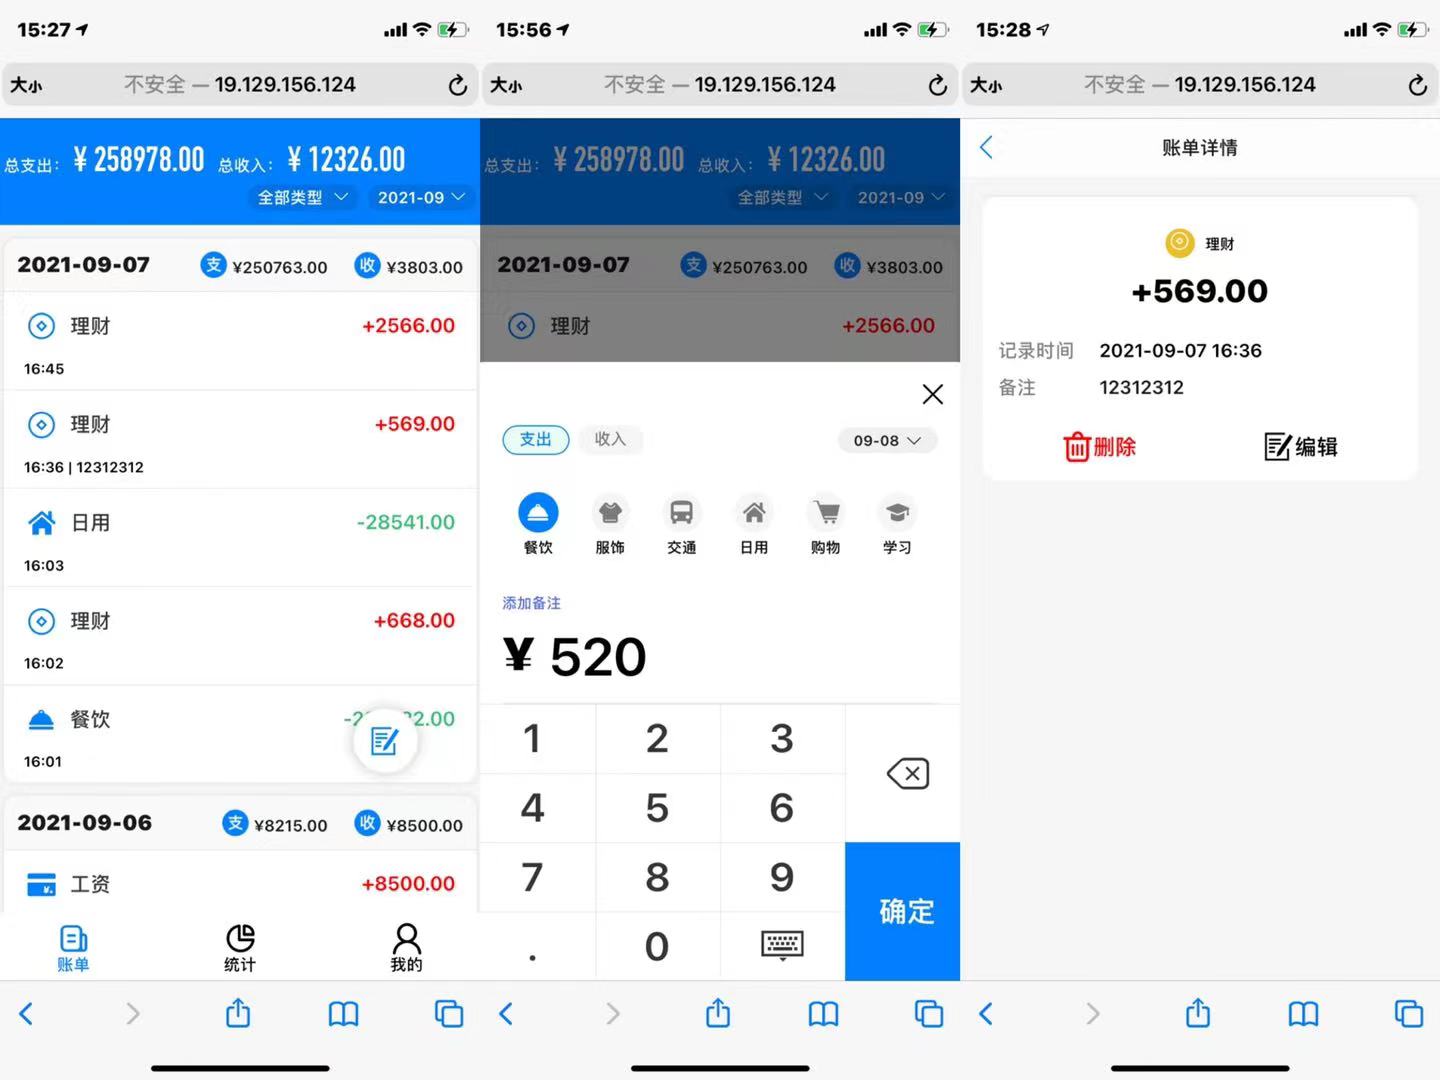 15:27
大小 不安全 — 19.129.156.124
总支出： ¥ 258978.00 总收入： ¥ 12326.00
全部类型 2021-09
2021-09-07 支 ¥250763.00 收 ¥3803.00
理财 +2566.00
16:45
理财 +569.00
16:36 | 12312312
日用 -28541.00
16:03
理财 +668.00
16:02
餐饮
16:01
2021-09-06 支 ¥8215.00 收 ¥8500.00
工资 +8500.00
账单 统计 我的
15:56
大小 不安全 — 19.129.156.124
总支出： ¥ 258978.00 总收入： ¥ 12326.00
全部类型 2021-09
2021-09-07 支 ¥250763.00 收 ¥3803.00
理财 +2566.00
支出 收入 09-08
餐饮 服饰 交通 日用 购物 学习
添加备注
¥ 520
1 2 3
4 5 6
7 8 9
. 0
确定
15:28
大小 不安全 — 19.129.156.124
账单详情
理财
+569.00
记录时间 2021-09-07 16:36
备注 12312312
删除 编辑